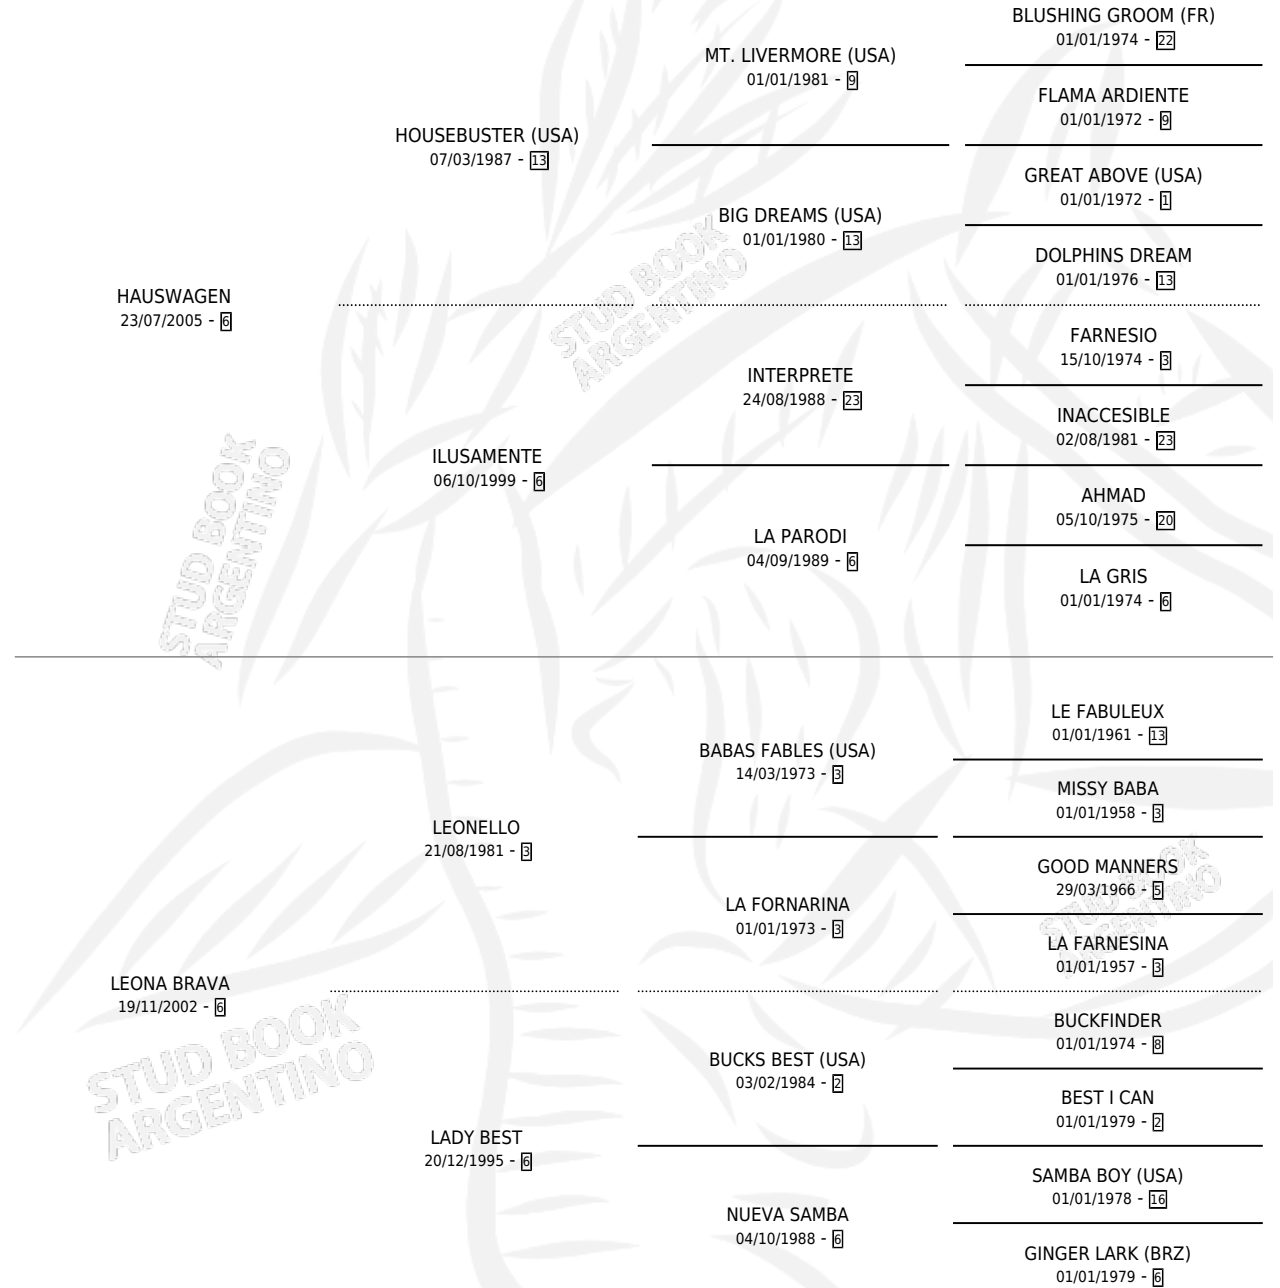 BLUSHING GROOM (FR)
01/01/1974 - 22
MT. LIVERMORE (USA)
01/01/1981 - 9
FLAMA ARDIENTE
01/01/1972 - 9
HOUSEBUSTER (USA)
07/03/1987 - 13
GREAT ABOVE (USA)
01/01/1972 - 1
BIG DREAMS (USA)
01/01/1980 - 13
DOLPHINS DREAM
01/01/1976 - 13
HAUSWAGEN
23/07/2005 - 6
STUD BOOK
ARGENTINO
FARNESIO
15/10/1974 - 3
INTERPRETE
24/08/1988 - 23
INACCESIBLE
02/08/1981 - 23
ILUSAMENTE
06/10/1999 - 6
AHMAD
05/10/1975 - 20
LA PARODI
04/09/1989 - 6
LA GRIS
01/01/1974 - 6
STUD BOOK
ARGENTINO
LE FABULEUX
01/01/1961 - 13
BABAS FABLES (USA)
14/03/1973 - 3
MISSY BABA
01/01/1958 - 3
LEONELLO
21/08/1981 - 3
GOOD MANNERS
29/03/1966 - 5
LA FORNARINA
01/01/1973 - 3
STUD BOOK
ARGENTINO
LA FARNESINA
01/01/1957 - 3
LEONA BRAVA
19/11/2002 - 6
STUD BOOK
ARGENTINO
BUCKFINDER
01/01/1974 - 8
BUCKS BEST (USA)
03/02/1984 - 2
BEST I CAN
01/01/1979 - 2
LADY BEST
20/12/1995 - 6
SAMBA BOY (USA)
01/01/1978 - 16
NUEVA SAMBA
04/10/1988 - 6
GINGER LARK (BRZ)
01/01/1979 - 6